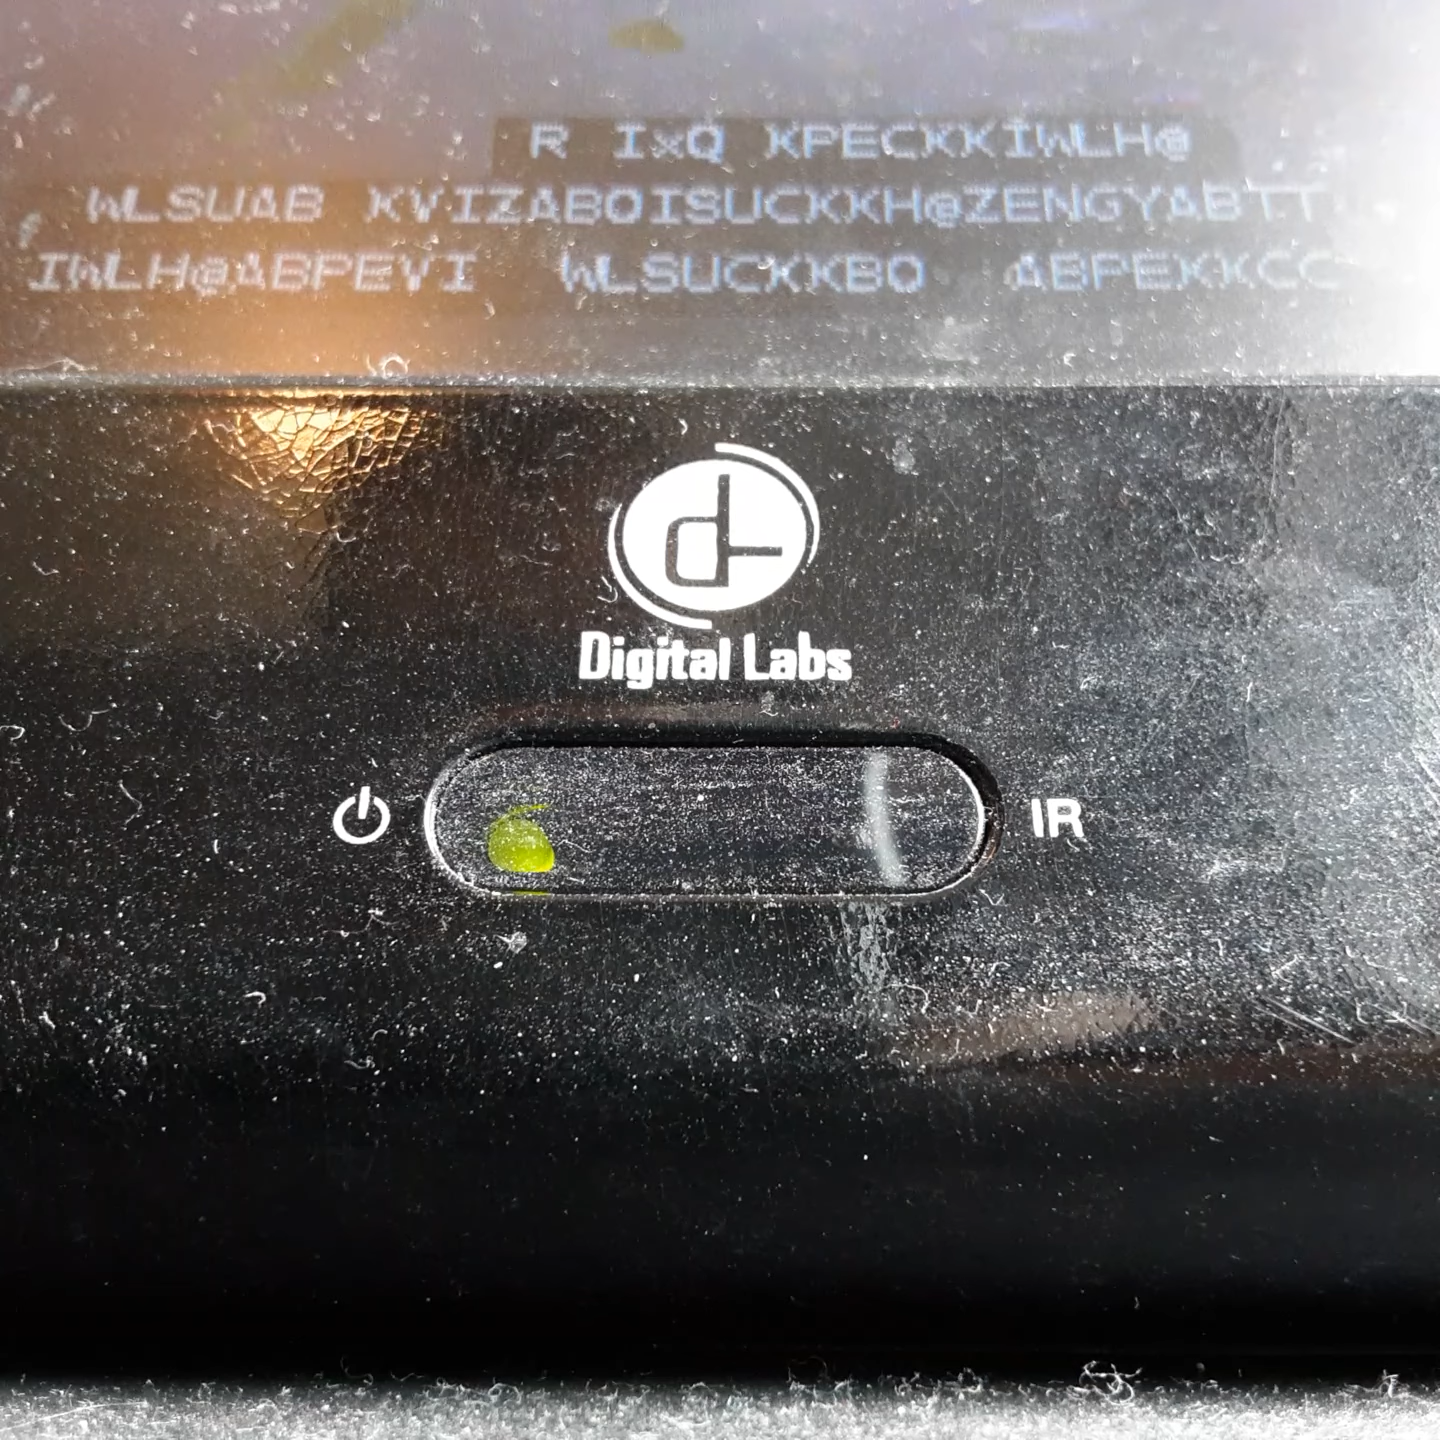 R IxQ KPECKKIWLH@
WLSUAB KVIZABOISUCKKH@ZENGYABTT
IWLH@ABPEVI WLSUCKKBO ABPEKKCC
Digital Labs
IR